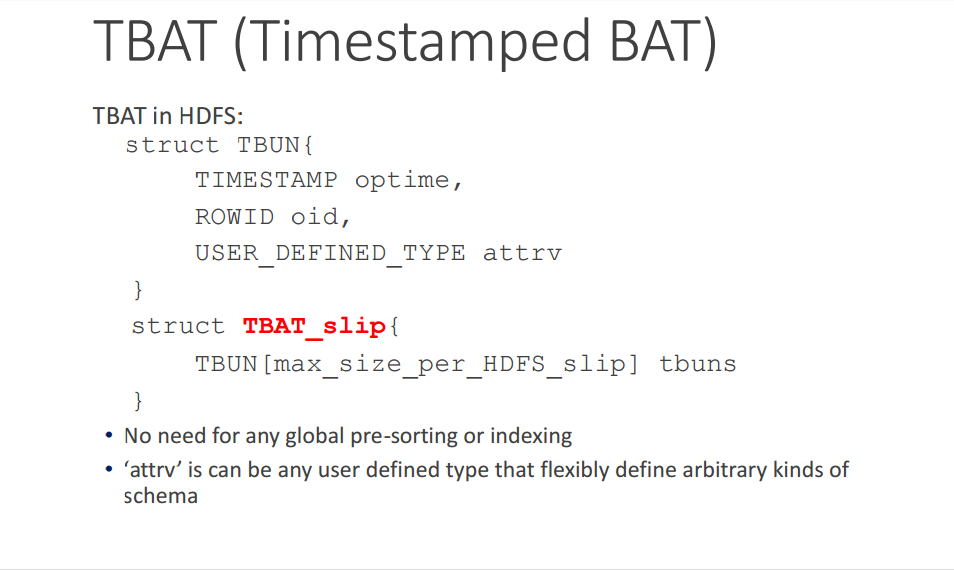 TBAT (Timestamped BAT)
TBAT in HDFS:
struct TBUN{
TIMESTAMP optime,
ROWID oid,
USER_DEFINED_TYPE attrv
}
struct TBAT_slip{
TBUN[max_size_per_HDFS_slip] tbuns
}
• No need for any global pre-sorting or indexing
• ‘attrv’ is can be any user defined type that flexibly define arbitrary kinds of
schema